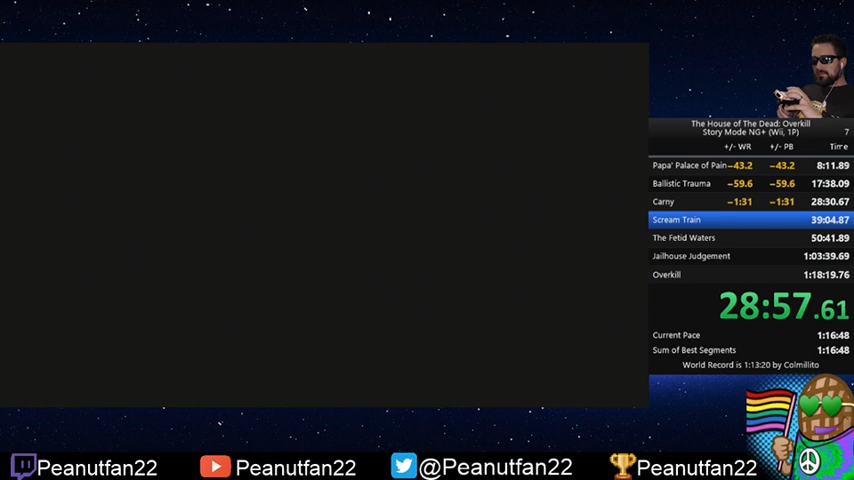 The House of The Dead: Overkill
Story Mode NG+ (Wii, 1P) 7
+/- WR +/- PB Time
Papa' Palace of Pain -43.2 -43.2 8:11.89
Ballistic Trauma -59.6 -59.6 17:38.09
Carny -1:31 -1:31 28:30.67
Scream Train 39:04.87
The Fetid Waters 50:41.89
Jailhouse Judgement 1:03:39.69
Overkill 1:18:19.76
28:57.61
Current Pace 1:16:48
Sum of Best Segments 1:16:48
World Record is 1:13:20 by Colmillito
Peanutfan22 Peanutfan22 @Peanutfan22 Peanutfan22